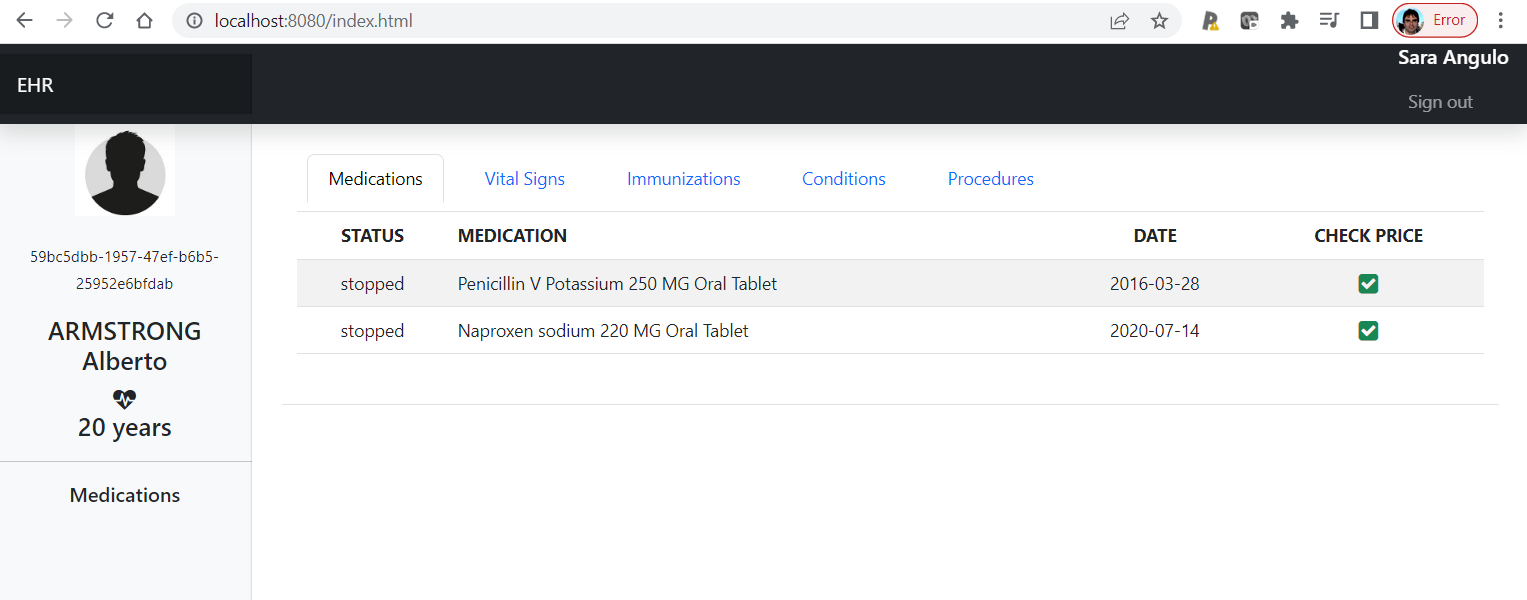 localhost:8080/index.html
Error
Sara Angulo
EHR
Sign out
59bc5dbb-1957-47ef-b6b5-
25952e6bfdab
ARMSTRONG
Alberto
20 years
Medications
Medications Vital Signs Immunizations Conditions Procedures
STATUS MEDICATION DATE CHECK PRICE
stopped Penicillin V Potassium 250 MG Oral Tablet 2016-03-28
stopped Naproxen sodium 220 MG Oral Tablet 2020-07-14